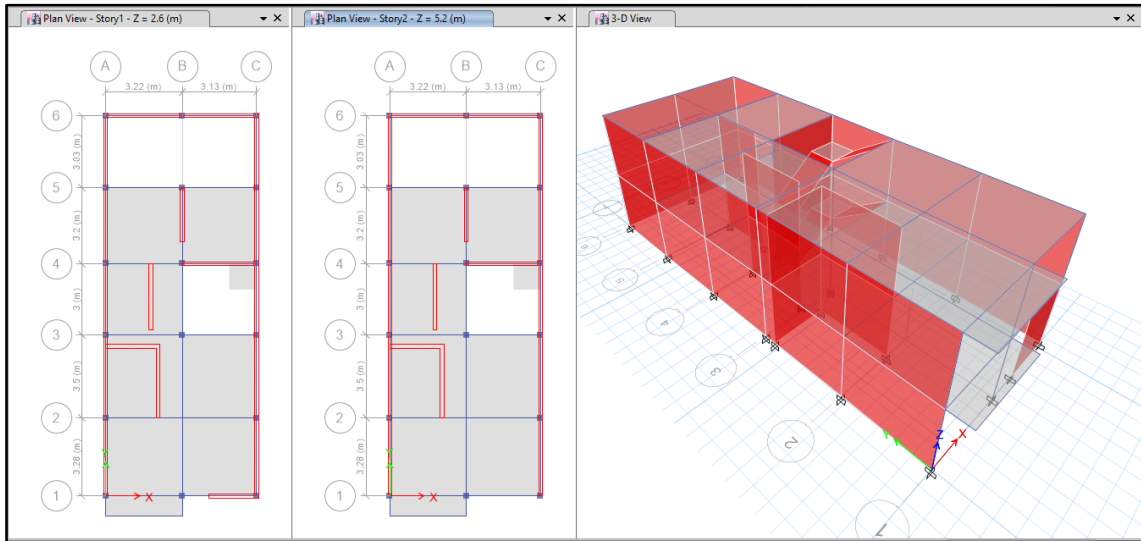 Plan View - Story1 - Z = 2.6 (m)
A B C
3.22 (m) 3.13 (m)
6
3.03 (m)
5
3.2 (m)
4
3 (m)
3
3.5 (m)
2
3.28 (m)
Y
1
X
Plan View - Story2 - Z = 5.2 (m)
A B C
3.22 (m) 3.13 (m)
6
3.03 (m)
5
3.2 (m)
4
3 (m)
3
3.5 (m)
2
3.28 (m)
Y
1
X
3-D View
6
5
4
3
2
Y Z X
1